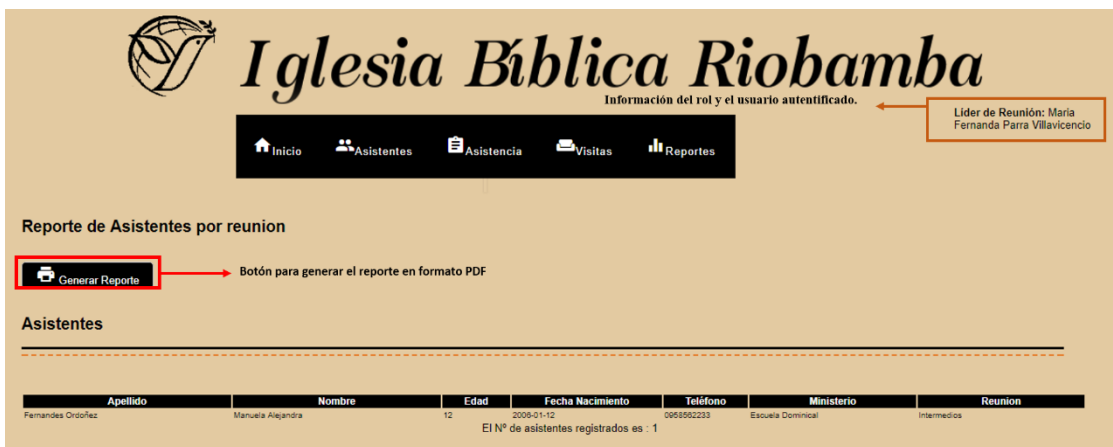 Iglesia Bíblica Riobamba
Información del rol y el usuario autentificado.
Líder de Reunión: Maria
Fernanda Parra Villavicencio
Inicio Asistentes Asistencia Visitas Reportes
Reporte de Asistentes por reunion
Generar Reporte Botón para generar el reporte en formato PDF
Asistentes
Apellido Nombre Edad Fecha Nacimiento Teléfono Ministerio Reunion
Fernandes Ordoñez Manuela Alejandra 12 2006-01-12 0958562233 Escuela Dominical Intermedios
El Nº de asistentes registrados es : 1